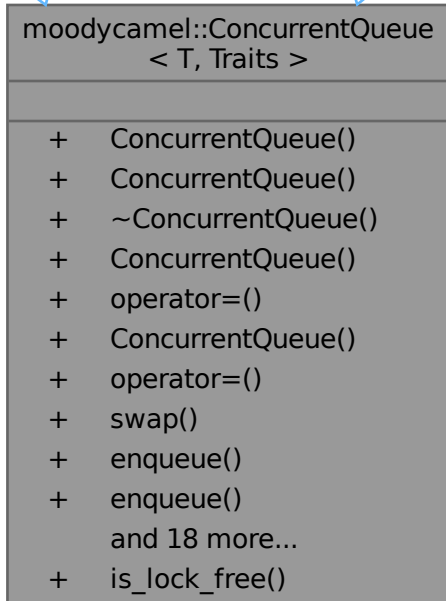 moodycamel::ConcurrentQueue
< T, Traits >
+ ConcurrentQueue()
+ ConcurrentQueue()
+ ~ConcurrentQueue()
+ ConcurrentQueue()
+ operator=()
+ ConcurrentQueue()
+ operator=()
+ swap()
+ enqueue()
+ enqueue()
and 18 more...
+ is_lock_free()